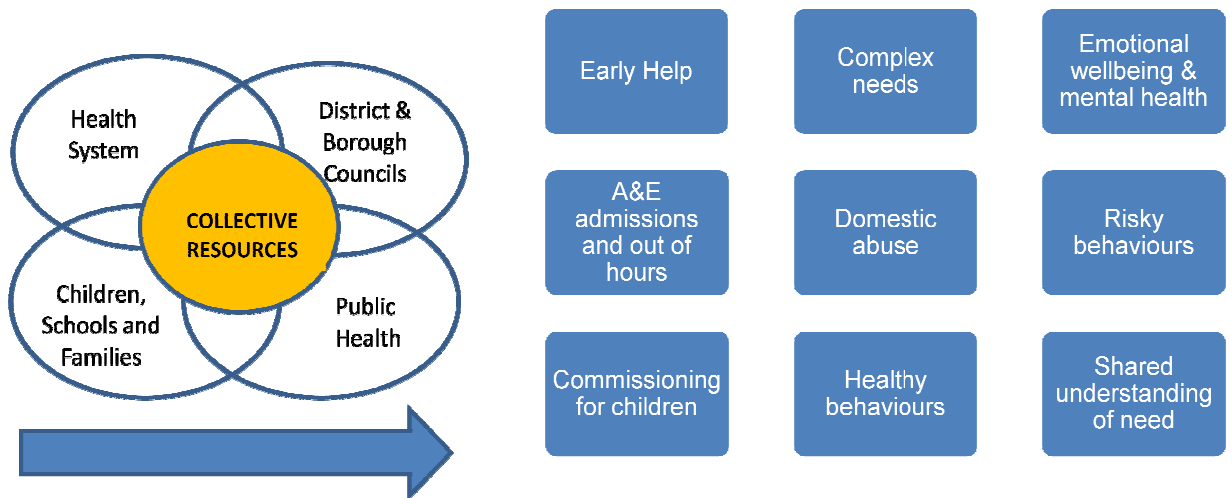 Health
System
District &
Borough
Councils
COLLECTIVE
RESOURCES
Children,
Schools and
Families
Public
Health
Early Help
Complex
needs
Emotional
wellbeing &
mental health
A&E
admissions
and out of
hours
Domestic
abuse
Risky
behaviours
Commissioning
for children
Healthy
behaviours
Shared
understanding
of need